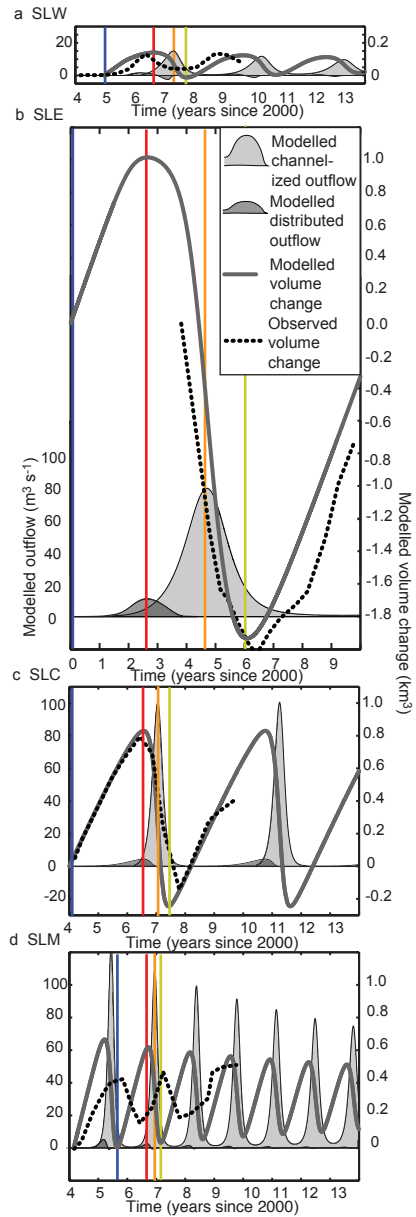 a SLW
20
10
0
0.2
0.1
0
4 5 6 7 8 9 10 11 12 13
Time (years since 2000)
b SLE
Modelled
channel-
ized outflow
Modelled
distributed
outflow
Modelled
volume
change
Observed
volume
change
1.0
0.8
0.6
0.4
0.2
0.0
-0.2
-0.4
-0.6
-0.8
-1.0
-1.2
-1.4
-1.6
-1.8
100
80
60
40
20
0
Modelled outflow (m³ s⁻¹)
Modelled volume change (km³)
0 1 2 3 4 5 6 7 8 9
Time (years since 2000)
c SLC
100
80
60
40
20
0
-20
1.0
0.8
0.6
0.4
0.2
0
-0.2
4 5 6 7 8 9 10 11 12 13
Time (years since 2000)
d SLM
100
80
60
40
20
0
1.0
0.8
0.6
0.4
0.2
0
4 5 6 7 8 9 10 11 12 13
Time (years since 2000)